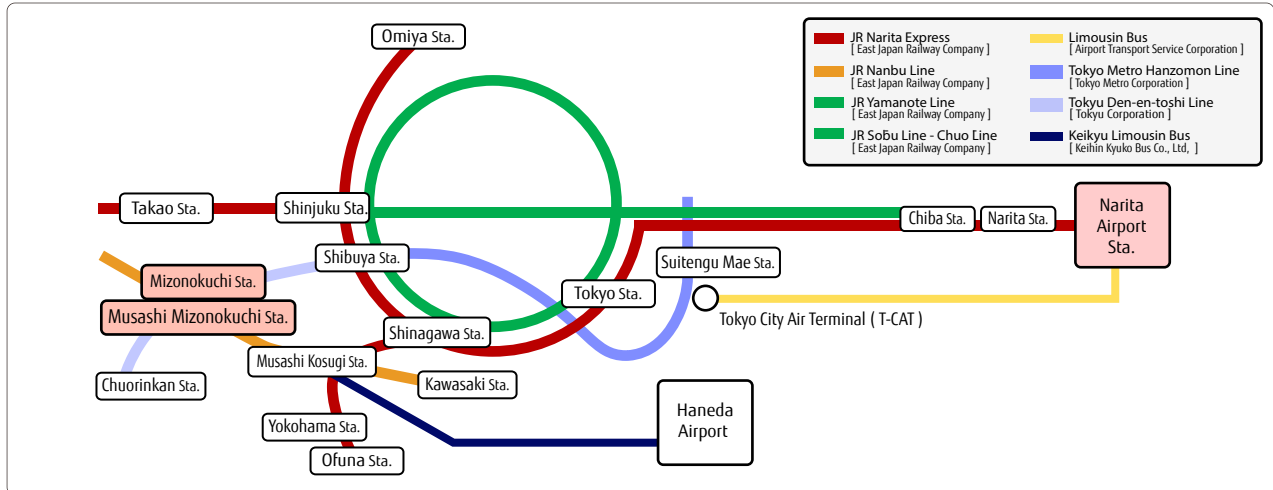 Omiya Sta.
JR Narita Express
[ East Japan Railway Company ]
JR Nanbu Line
[ East Japan Railway Company ]
JR Yamanote Line
[ East Japan Railway Company ]
JR Sobu Line - Chuo Line
[ East Japan Railway Company ]
Limousin Bus
[ Airport Transport Service Corporation ]
Tokyo Metro Hanzomon Line
[ Tokyo Metro Corporation ]
Tokyu Den-en-toshi Line
[ Tokyu Corporation ]
Keikyu Limousin Bus
[ Keihin Kyuko Bus Co., Ltd, ]
Takao Sta.
Shinjuku Sta.
Chiba Sta.
Narita Sta.
Narita
Airport
Sta.
Shibuya Sta.
Suitengu Mae Sta.
Mizonokuchi Sta.
Musashi Mizonokuchi Sta.
Tokyo Sta.
Tokyo City Air Terminal ( T-CAT )
Shinagawa Sta.
Musashi Kosugi Sta.
Chuorinkan Sta.
Kawasaki Sta.
Yokohama Sta.
Ofuna Sta.
Haneda
Airport